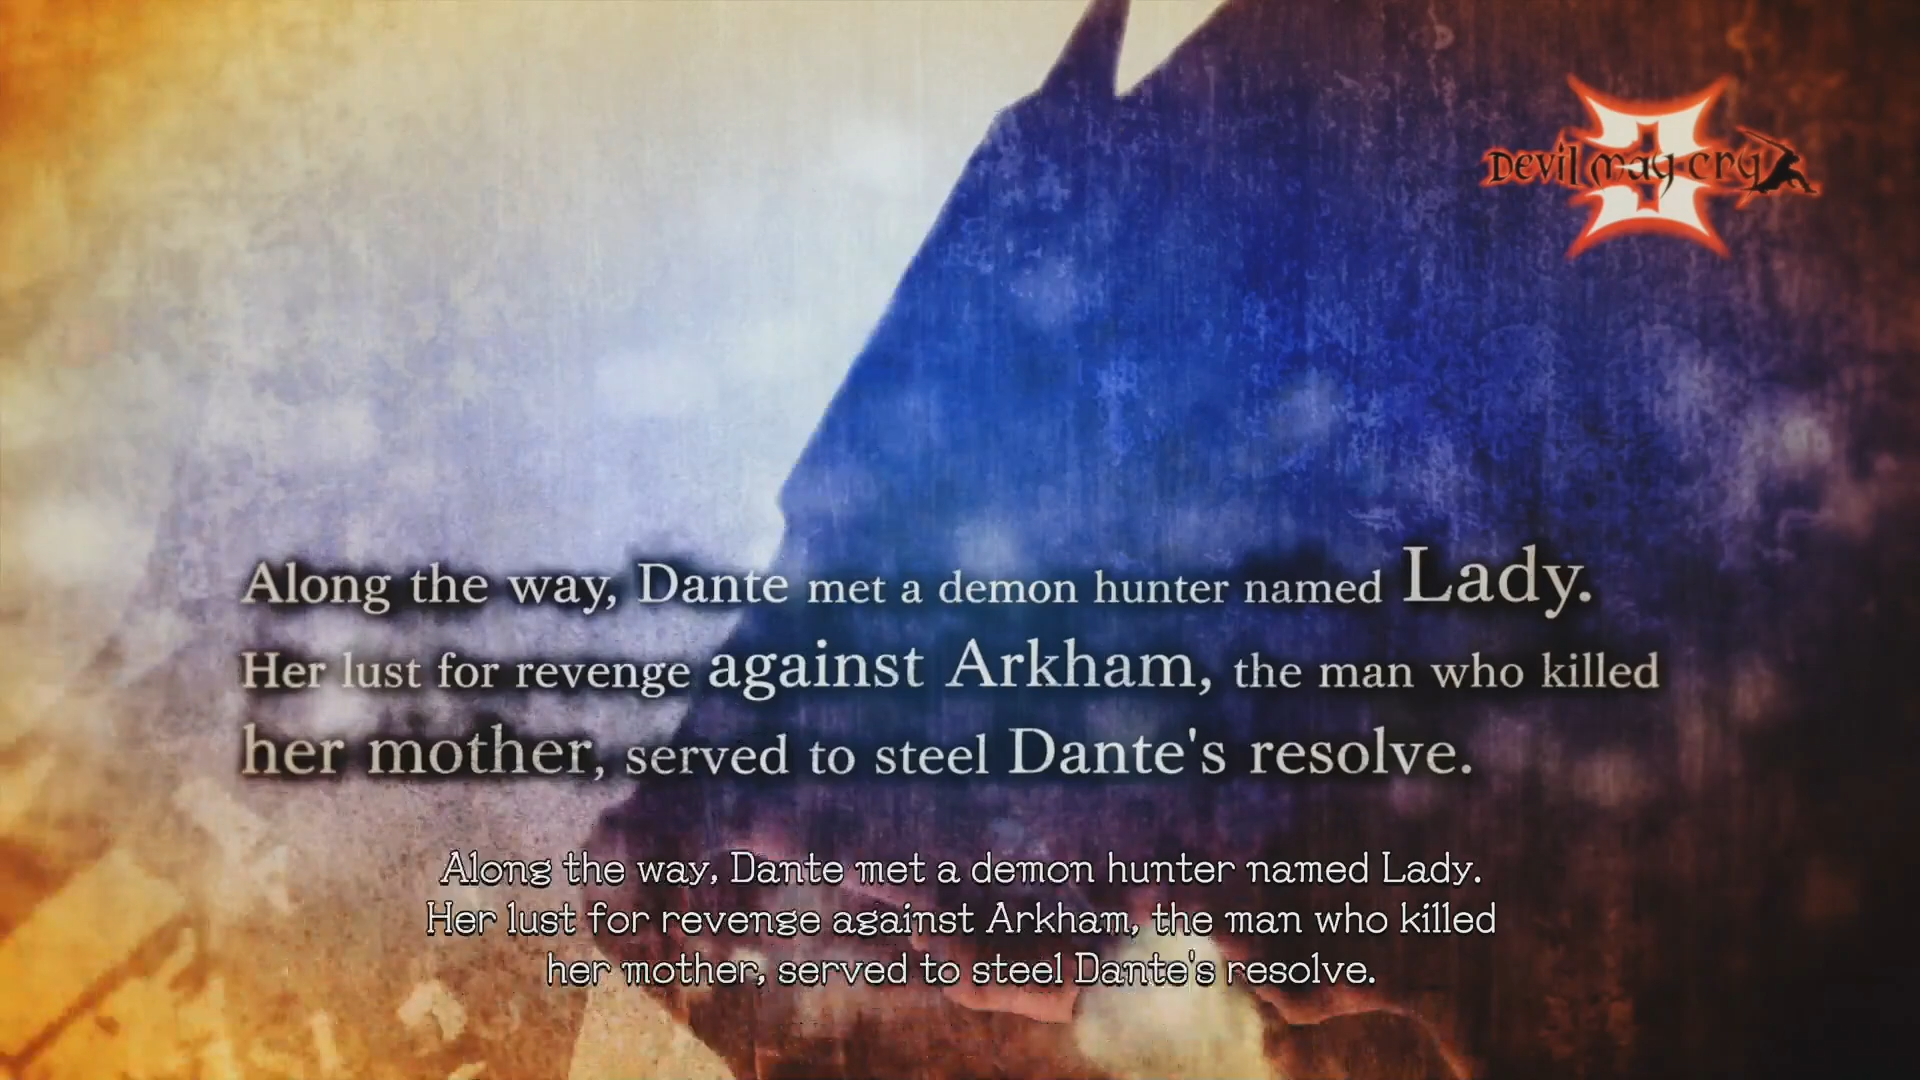 3
Devil may cry
Along the way, Dante met a demon hunter named Lady.
Her lust for revenge against Arkham, the man who killed
her mother, served to steel Dante's resolve.
Along the way, Dante met a demon hunter named Lady.
Her lust for revenge against Arkham, the man who killed
her mother, served to steel Dante's resolve.